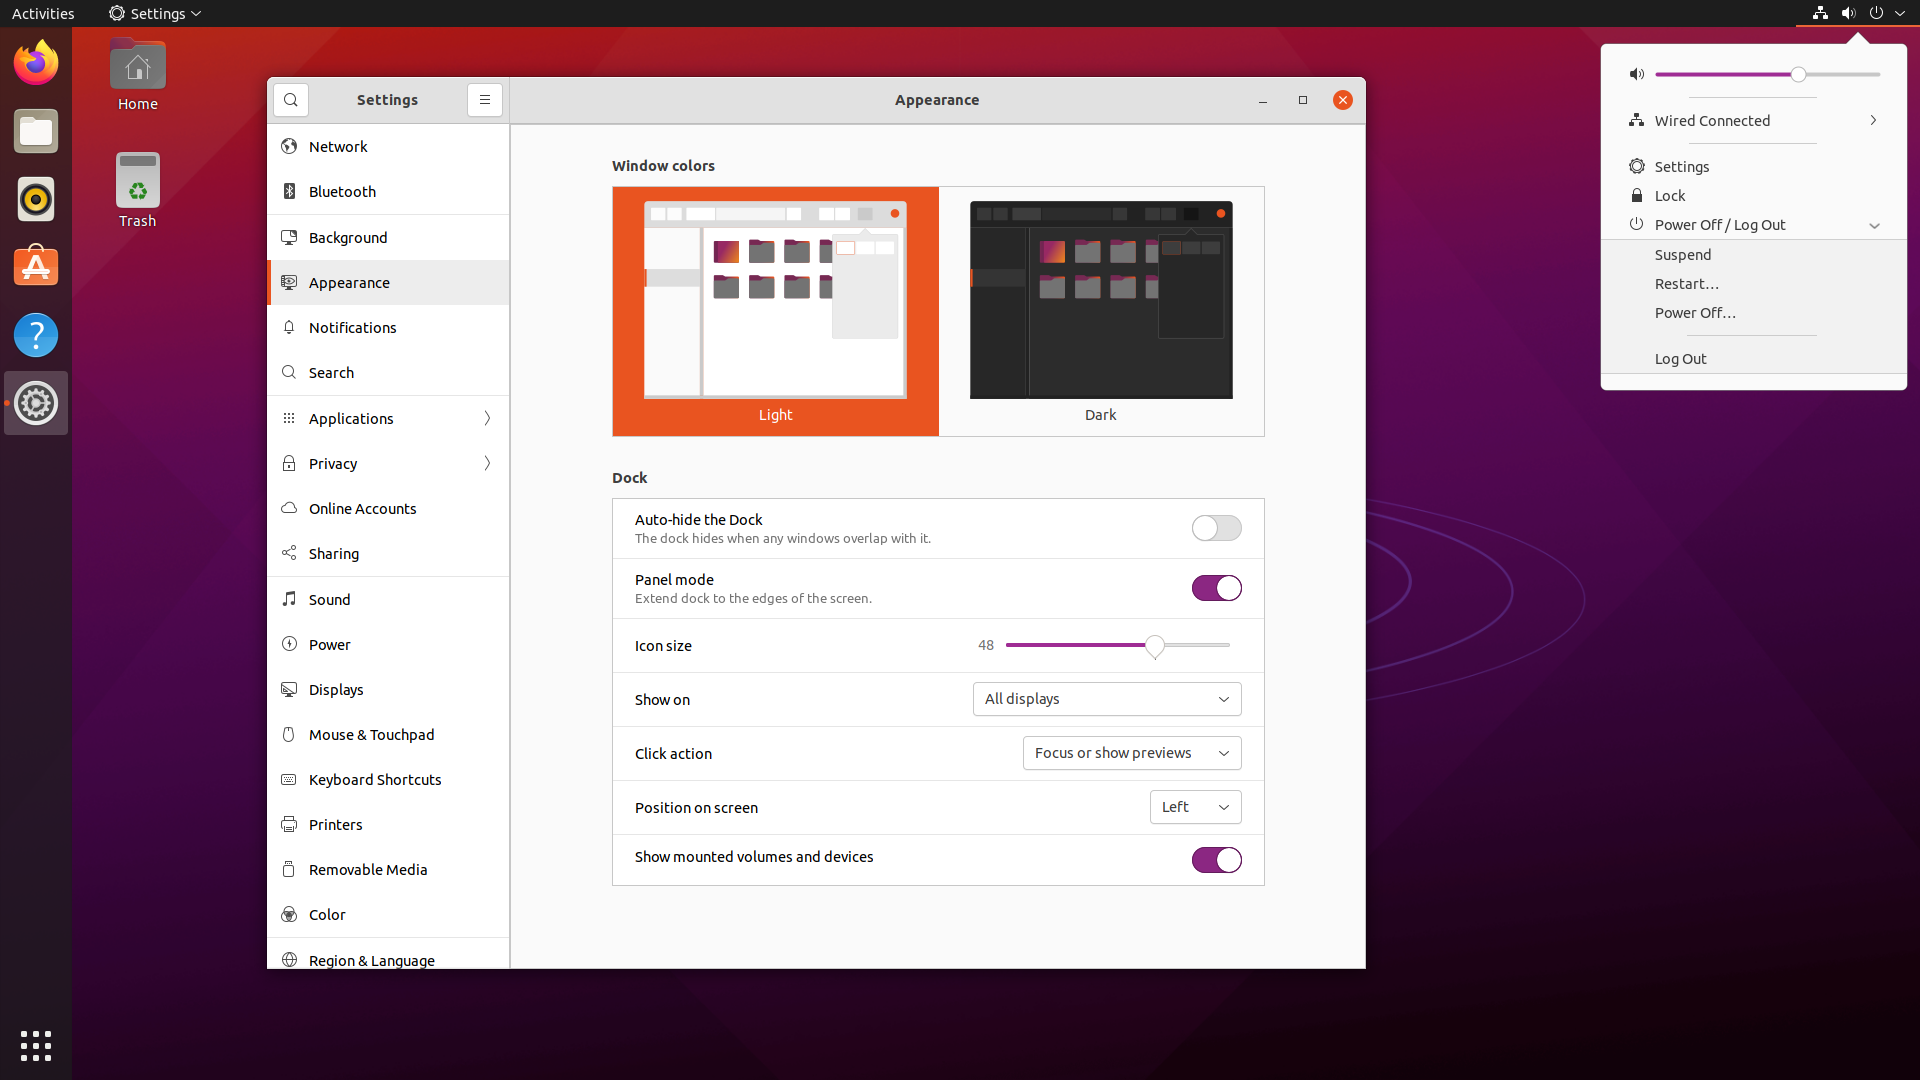 Activities
Settings
Home
Trash
Settings
Appearance
Network
Bluetooth
Background
Appearance
Notifications
Search
Applications
Privacy
Online Accounts
Sharing
Sound
Power
Displays
Mouse & Touchpad
Keyboard Shortcuts
Printers
Removable Media
Color
Region & Language
Window colors
Light
Dark
Dock
Auto-hide the Dock
The dock hides when any windows overlap with it.
Panel mode
Extend dock to the edges of the screen.
Icon size
48
Show on
All displays
Click action
Focus or show previews
Position on screen
Left
Show mounted volumes and devices
Wired Connected
Settings
Lock
Power Off / Log Out
Suspend
Restart…
Power Off…
Log Out